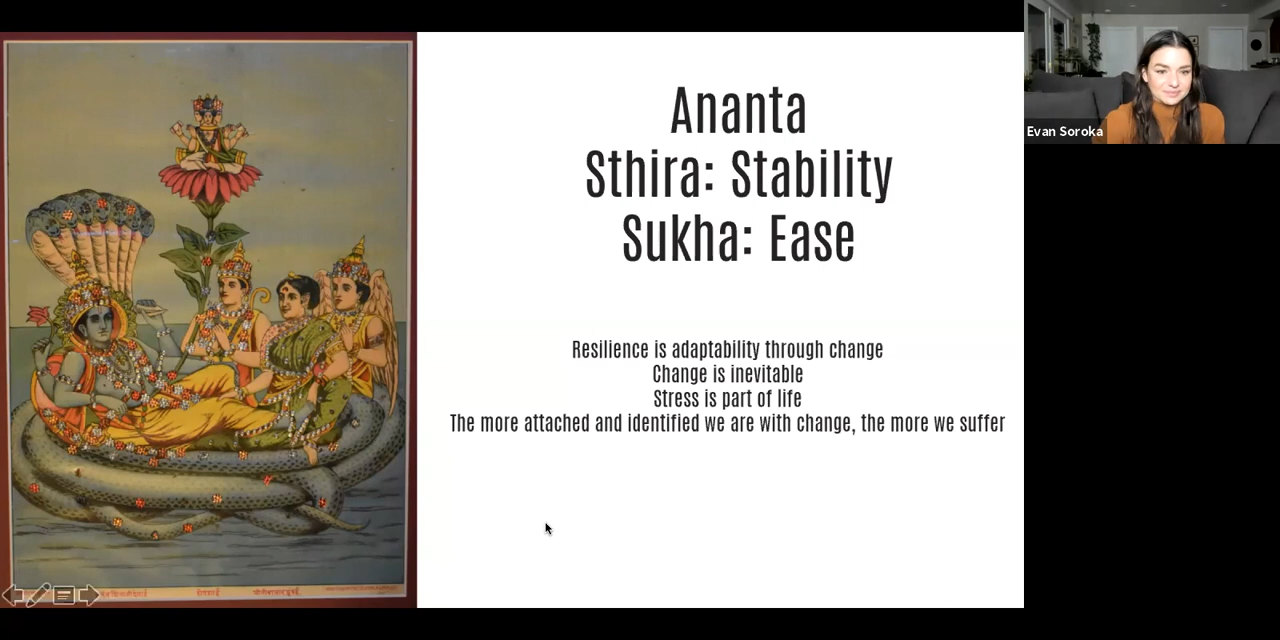 Ananta
Sthira: Stability
Sukha: Ease
Resilience is adaptability through change
Change is inevitable
Stress is part of life
The more attached and identified we are with change, the more we suffer
Evan Soroka